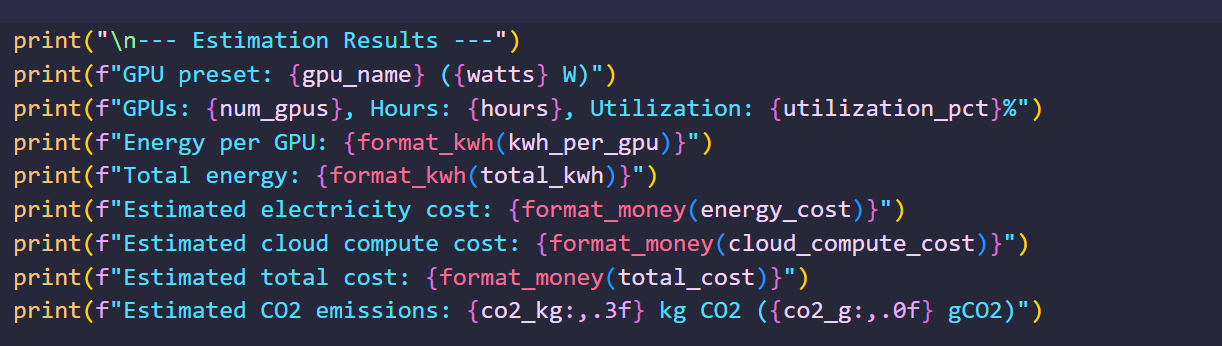 print("\n--- Estimation Results ---")
print(f"GPU preset: {gpu_name} ({watts} W)")
print(f"GPUs: {num_gpus}, Hours: {hours}, Utilization: {utilization_pct}%")
print(f"Energy per GPU: {format_kwh(kwh_per_gpu)}")
print(f"Total energy: {format_kwh(total_kwh)}")
print(f"Estimated electricity cost: {format_money(energy_cost)}")
print(f"Estimated cloud compute cost: {format_money(cloud_compute_cost)}")
print(f"Estimated total cost: {format_money(total_cost)}")
print(f"Estimated CO2 emissions: {co2_kg:,.3f} kg CO2 ({co2_g:,.0f} gCO2)")